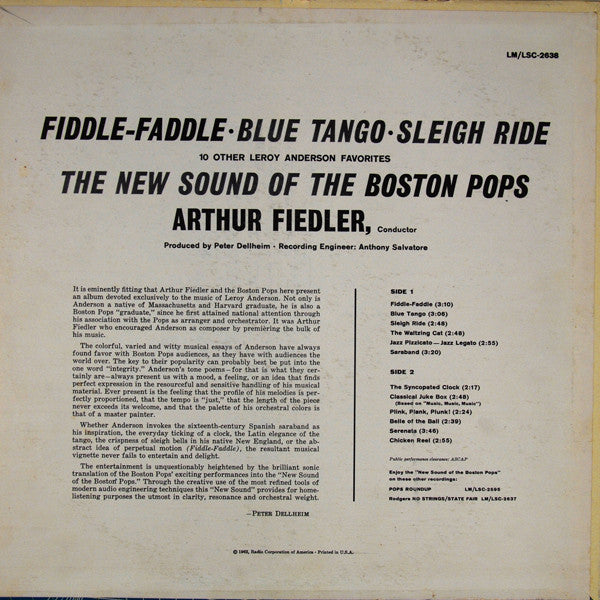 LM/LSC-2638
FIDDLE-FADDLE·BLUE TANGO·SLEIGH RIDE
10 OTHER LEROY ANDERSON FAVORITES
THE NEW SOUND OF THE BOSTON POPS
ARTHUR FIEDLER, Conductor
Produced by Peter Dellheim · Recording Engineer: Anthony Salvatore
It is eminently fitting that Arthur Fiedler and the Boston Pops here present
an album devoted exclusively to the music of Leroy Anderson. Not only is
Anderson a native of Massachusetts and Harvard graduate, he is also a
Boston Pops "graduate," since he first attained national attention through
his association with the Pops as arranger and orchestrator. It was Arthur
Fiedler who encouraged Anderson as composer by premièring the bulk of
his music.
The colorful, varied and witty musical essays of Anderson have always
found favor with Boston Pops audiences, as they have with audiences the
world over. The key to their popularity can probably best be put into the
one word "integrity." Anderson's tone poems—for that is what they cer-
tainly are—always present us with a mood, a feeling, or an idea that finds
perfect expression in the resourceful and sensitive handling of his musical
material. Ever present is the feeling that the profile of his melodies is per-
fectly proportioned, that the tempo is "just," that the length of the piece
never exceeds its welcome, and that the palette of his orchestral colors is
that of a master painter.
Whether Anderson invokes the sixteenth-century Spanish saraband as
his inspiration, the everyday ticking of a clock, the Latin elegance of the
tango, the crispness of sleigh bells in his native New England, or the ab-
stract idea of perpetual motion (Fiddle-Faddle), the resultant musical
vignette never fails to entertain and delight.
The entertainment is unquestionably heightened by the brilliant sonic
translation of the Boston Pops' exciting performances into the "New Sound
of the Boston Pops." Through the creative use of the most refined tools of
modern audio engineering techniques this "New Sound" provides for home-
listening purposes the utmost in clarity, resonance and orchestral weight.
—PETER DELLHEIM
SIDE 1
Fiddle-Faddle (3:10)
Blue Tango (3:06)
Sleigh Ride (2:48)
The Waltzing Cat (2:48)
Jazz Pizzicato—Jazz Legato (2:55)
Saraband (3:20)
SIDE 2
The Syncopated Clock (2:17)
Classical Juke Box (2:48)
(Based on "Music, Music, Music")
Plink, Plank, Plunk! (2:24)
Belle of the Ball (2:39)
Serenata (3:45)
Chicken Reel (2:55)
Public performance clearance: ASCAP
Enjoy the "New Sound of the Boston Pops"
on these other recordings:
POPS ROUNDUP LM/LSC-2595
Rodgers NO STRINGS/STATE FAIR LM/LSC-2637
© 1962, Radio Corporation of America · Printed in U.S.A.